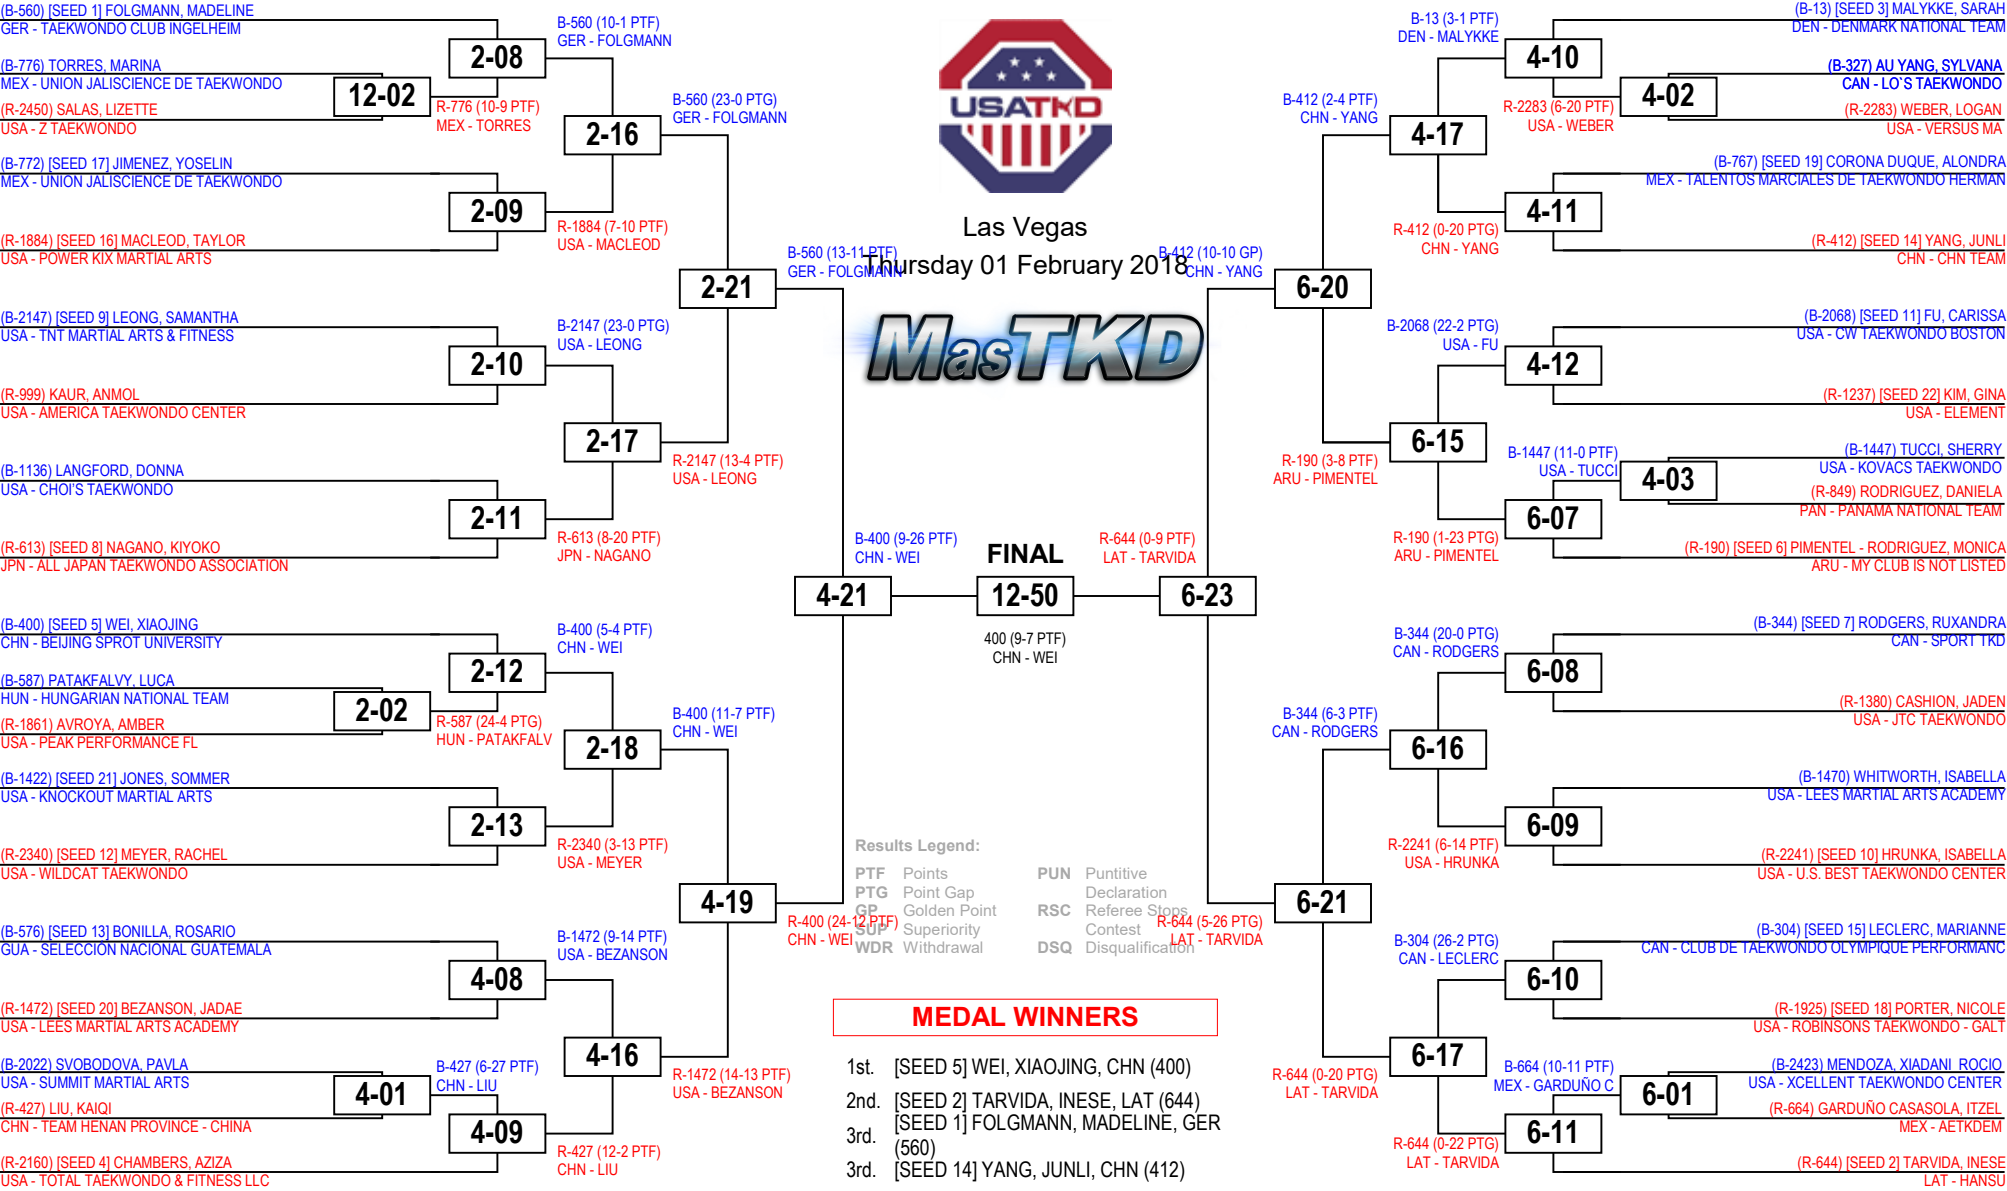 (B-560) [SEED 1] FOLGMANN, MADELINE
GER - TAEKWONDO CLUB INGELHEIM
(B-776) TORRES, MARINA
MEX - UNION JALISCIENCE DE TAEKWONDO
(R-2450) SALAS, LIZETTE
USA - Z TAEKWONDO
(B-772) [SEED 17] JIMENEZ, YOSELIN
MEX - UNION JALISCIENCE DE TAEKWONDO
(R-1884) [SEED 16] MACLEOD, TAYLOR
USA - POWER KIX MARTIAL ARTS
(B-2147) [SEED 9] LEONG, SAMANTHA
USA - TNT MARTIAL ARTS & FITNESS
(R-999) KAUR, ANMOL
USA - AMERICA TAEKWONDO CENTER
(B-1136) LANGFORD, DONNA
USA - CHOI'S TAEKWONDO
(R-613) [SEED 8] NAGANO, KIYOKO
JPN - ALL JAPAN TAEKWONDO ASSOCIATION
(B-400) [SEED 5] WEI, XIAOJING
CHN - BEIJING SPROT UNIVERSITY
(B-587) PATAKFALVY, LUCA
HUN - HUNGARIAN NATIONAL TEAM
(R-1861) AVROYA, AMBER
USA - PEAK PERFORMANCE FL
(B-1422) [SEED 21] JONES, SOMMER
USA - KNOCKOUT MARTIAL ARTS
(R-2340) [SEED 12] MEYER, RACHEL
USA - WILDCAT TAEKWONDO
(B-576) [SEED 13] BONILLA, ROSARIO
GUA - SELECCIÓN NACIONAL GUATEMALA
(R-1472) [SEED 20] BEZANSON, JADAE
USA - LEES MARTIAL ARTS ACADEMY
(B-2022) SVOBODOVA, PAVLA
USA - SUMMIT MARTIAL ARTS
(R-427) LIU, KAIQI
CHN - TEAM HENAN PROVINCE - CHINA
(R-2160) [SEED 4] CHAMBERS, AZIZA
USA - TOTAL TAEKWONDO & FITNESS LLC
12-02
2-02
4-01
R-776 (10-9 PTF)
MEX - TORRES
R-587 (24-4 PTG)
HUN - PATAKFALV
B-427 (6-27 PTF)
CHN - LIU
2-08
2-09
2-10
2-11
2-12
2-13
4-08
4-09
B-560 (10-1 PTF)
GER - FOLGMANN
R-1884 (7-10 PTF)
USA - MACLEOD
B-2147 (23-0 PTG)
USA - LEONG
R-613 (8-20 PTF)
JPN - NAGANO
B-400 (5-4 PTF)
CHN - WEI
R-2340 (3-13 PTF)
USA - MEYER
B-1472 (9-14 PTF)
USA - BEZANSON
R-427 (12-2 PTF)
CHN - LIU
2-16
2-17
2-18
4-16
B-560 (23-0 PTG)
GER - FOLGMANN
R-2147 (13-4 PTF)
USA - LEONG
B-400 (11-7 PTF)
CHN - WEI
R-1472 (14-13 PTF)
USA - BEZANSON
2-21
4-19
B-560 (13-11 PTF)
GER - FOLGMANN
R-400 (24-12 PTF)
CHN - WEI
4-21
B-400 (9-26 PTF)
CHN - WEI
USATKD
Las Vegas
Thursday 01 February 2018
MasTKD
FINAL
12-50
400 (9-7 PTF)
CHN - WEI
Results Legend:
PTF Points
PTG Point Gap
GP Golden Point
SUP Superiority
WDR Withdrawal
PUN Puntitive
Declaration
RSC Referee Stops
Contest
DSQ Disqualification
MEDAL WINNERS
1st. [SEED 5] WEI, XIAOJING, CHN (400)
2nd. [SEED 2] TARVIDA, INESE, LAT (644)
3rd. [SEED 1] FOLGMANN, MADELINE, GER
(560)
3rd. [SEED 14] YANG, JUNLI, CHN (412)
R-644 (0-9 PTF)
LAT - TARVIDA
6-23
B-412 (10-10 GP)
CHN - YANG
R-644 (5-26 PTG)
LAT - TARVIDA
6-20
6-21
B-412 (2-4 PTF)
CHN - YANG
R-190 (3-8 PTF)
ARU - PIMENTEL
B-344 (6-3 PTF)
CAN - RODGERS
R-644 (0-20 PTG)
LAT - TARVIDA
4-17
6-15
6-16
6-17
B-13 (3-1 PTF)
DEN - MALYKKE
R-412 (0-20 PTG)
CHN - YANG
B-2068 (22-2 PTG)
USA - FU
R-190 (1-23 PTG)
ARU - PIMENTEL
B-344 (20-0 PTG)
CAN - RODGERS
R-2241 (6-14 PTF)
USA - HRUNKA
B-304 (26-2 PTG)
CAN - LECLERC
R-644 (0-22 PTG)
LAT - TARVIDA
4-10
4-11
4-12
6-07
6-08
6-09
6-10
6-11
R-2283 (6-20 PTF)
USA - WEBER
B-1447 (11-0 PTF)
USA - TUCCI
B-664 (10-11 PTF)
MEX - GARDUÑO C
4-02
4-03
6-01
(B-13) [SEED 3] MALYKKE, SARAH
DEN - DENMARK NATIONAL TEAM
(B-327) AU YANG, SYLVANA
CAN - LO`S TAEKWONDO
(R-2283) WEBER, LOGAN
USA - VERSUS MA
(B-767) [SEED 19] CORONA DUQUE, ALONDRA
MEX - TALENTOS MARCIALES DE TAEKWONDO HERMAN
(R-412) [SEED 14] YANG, JUNLI
CHN - CHN TEAM
(B-2068) [SEED 11] FU, CARISSA
USA - CW TAEKWONDO BOSTON
(R-1237) [SEED 22] KIM, GINA
USA - ELEMENT
(B-1447) TUCCI, SHERRY
USA - KOVACS TAEKWONDO
(R-849) RODRIGUEZ, DANIELA
PAN - PANAMA NATIONAL TEAM
(R-190) [SEED 6] PIMENTEL - RODRIGUEZ, MONICA
ARU - MY CLUB IS NOT LISTED
(B-344) [SEED 7] RODGERS, RUXANDRA
CAN - SPORT TKD
(R-1380) CASHION, JADEN
USA - JTC TAEKWONDO
(B-1470) WHITWORTH, ISABELLA
USA - LEES MARTIAL ARTS ACADEMY
(R-2241) [SEED 10] HRUNKA, ISABELLA
USA - U.S. BEST TAEKWONDO CENTER
(B-304) [SEED 15] LECLERC, MARIANNE
CAN - CLUB DE TAEKWONDO OLYMPIQUE PERFORMANC
(R-1925) [SEED 18] PORTER, NICOLE
USA - ROBINSONS TAEKWONDO - GALT
(B-2423) MENDOZA, XIADANI ROCIO
USA - XCELLENT TAEKWONDO CENTER
(R-664) GARDUÑO CASASOLA, ITZEL
MEX - AETKDEM
(R-644) [SEED 2] TARVIDA, INESE
LAT - HANSU